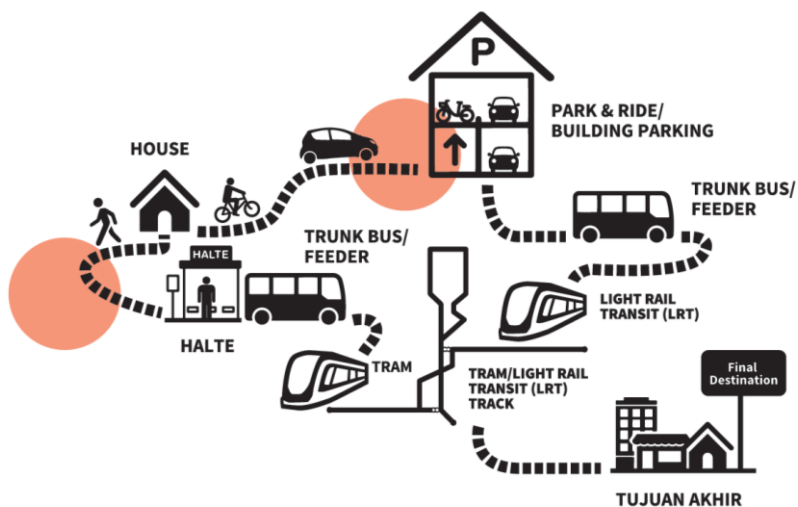 P
PARK & RIDE/
BUILDING PARKING
HOUSE
TRUNK BUS/
FEEDER
TRUNK BUS/
FEEDER
HALTE
HALTE
LIGHT RAIL
TRANSIT (LRT)
TRAM
TRAM/LIGHT RAIL
TRANSIT (LRT)
TRACK
Final
Destination
TUJUAN AKHIR